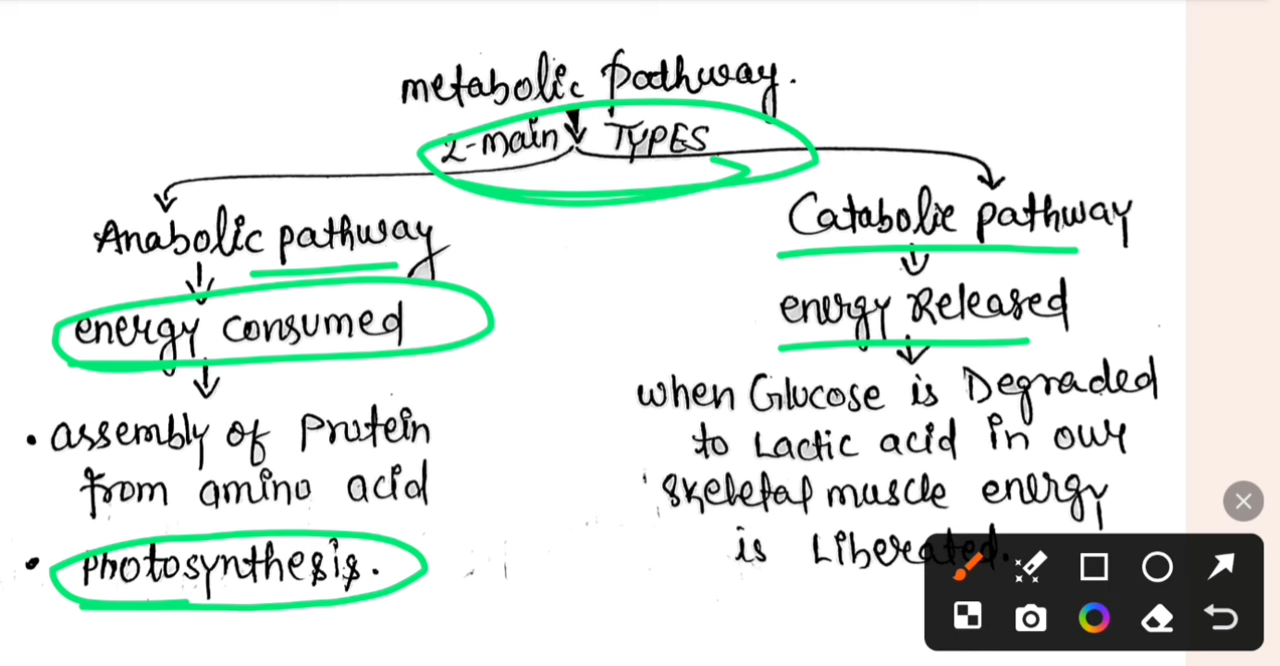 metabolic pathway.
2-main TYPES
Anabolic pathway
energy consumed
• assembly of Protein
from amino acid
• photosynthesis.
Catabolic pathway
energy Released
when Glucose is Degraded
to Lactic acid in our
skeletal muscle energy
is Liberated.